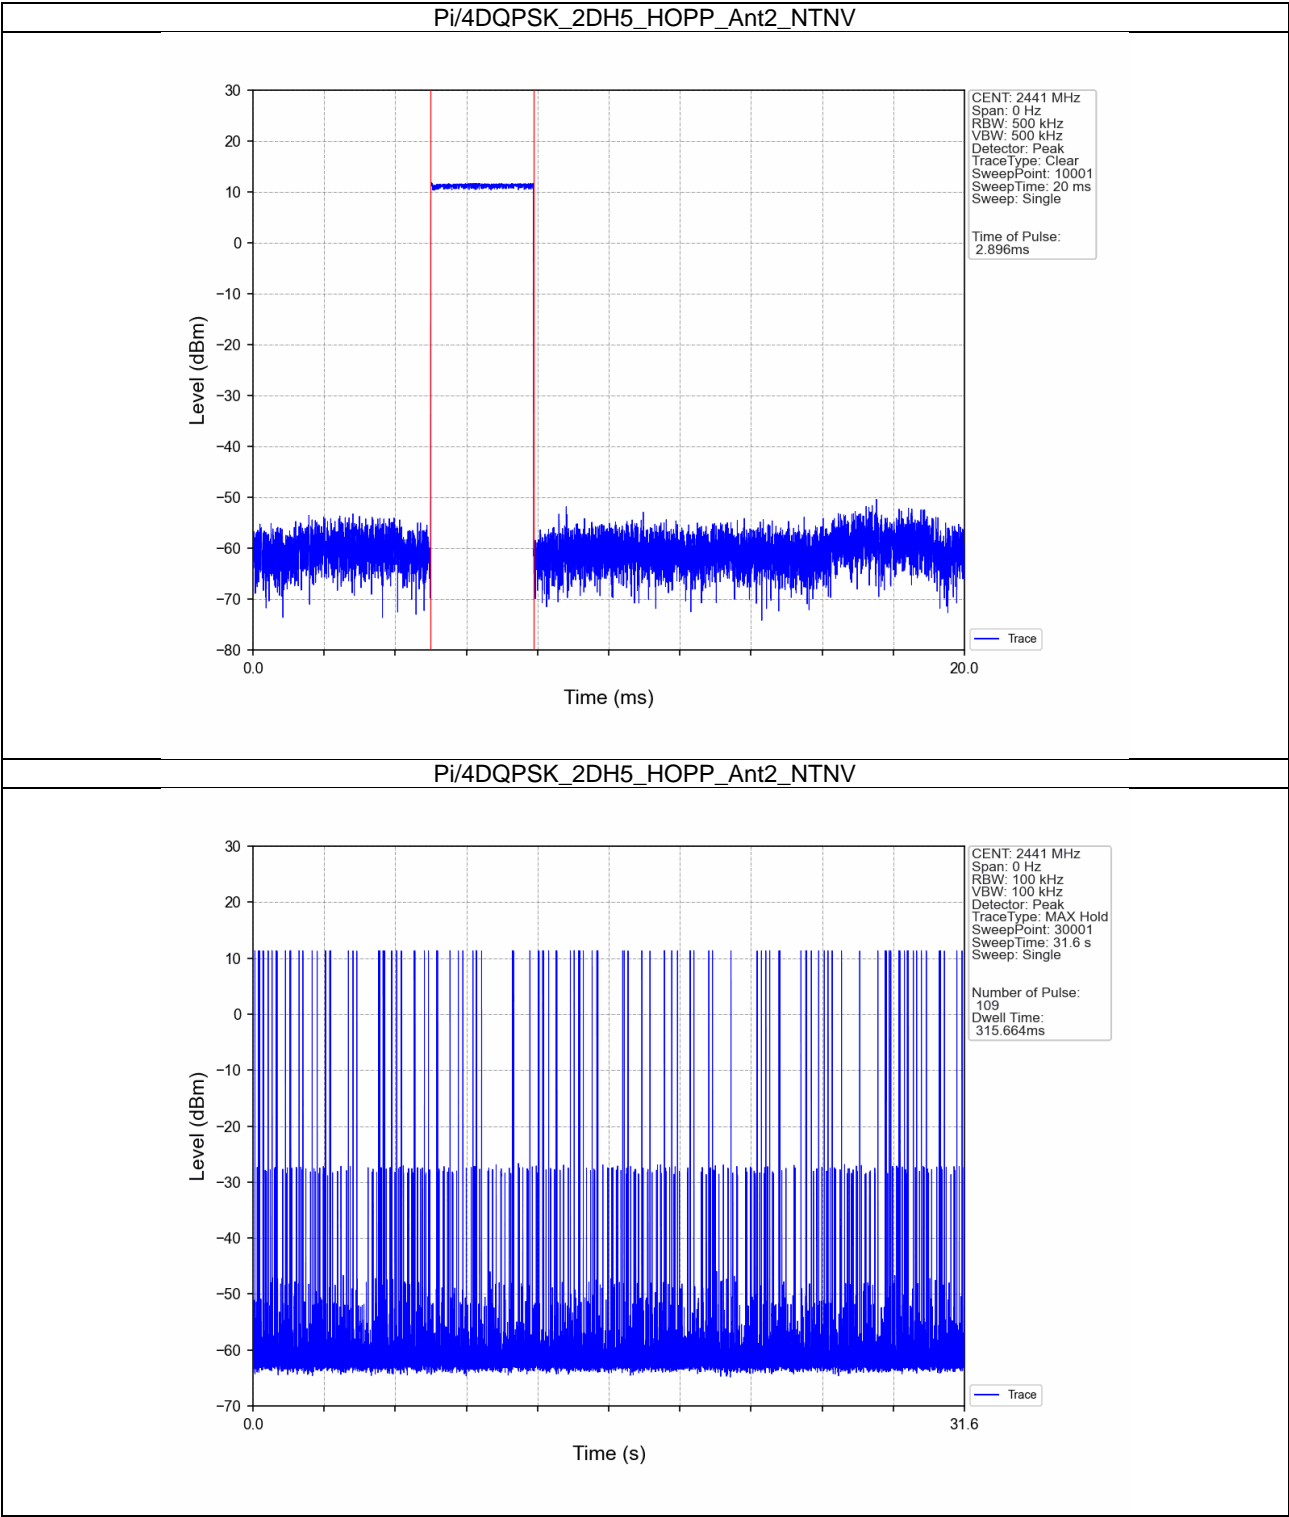 Pi/4DQPSK_2DH5_HOPP_Ant2_NTNV
30
20
10
0
−10
−20
−30
−40
−50
−60
−70
−80
Level (dBm)
0.0
20.0
Time (ms)
CENT: 2441 MHz
Span: 0 Hz
RBW: 500 kHz
VBW: 500 kHz
Detector: Peak
TraceType: Clear
SweepPoint: 10001
SweepTime: 20 ms
Sweep: Single
Time of Pulse:
2.896ms
Trace
Pi/4DQPSK_2DH5_HOPP_Ant2_NTNV
30
20
10
0
−10
−20
−30
−40
−50
−60
−70
Level (dBm)
0.0
31.6
Time (s)
CENT: 2441 MHz
Span: 0 Hz
RBW: 100 kHz
VBW: 100 kHz
Detector: Peak
TraceType: MAX Hold
SweepPoint: 30001
SweepTime: 31.6 s
Sweep: Single
Number of Pulse:
109
Dwell Time:
315.664ms
Trace